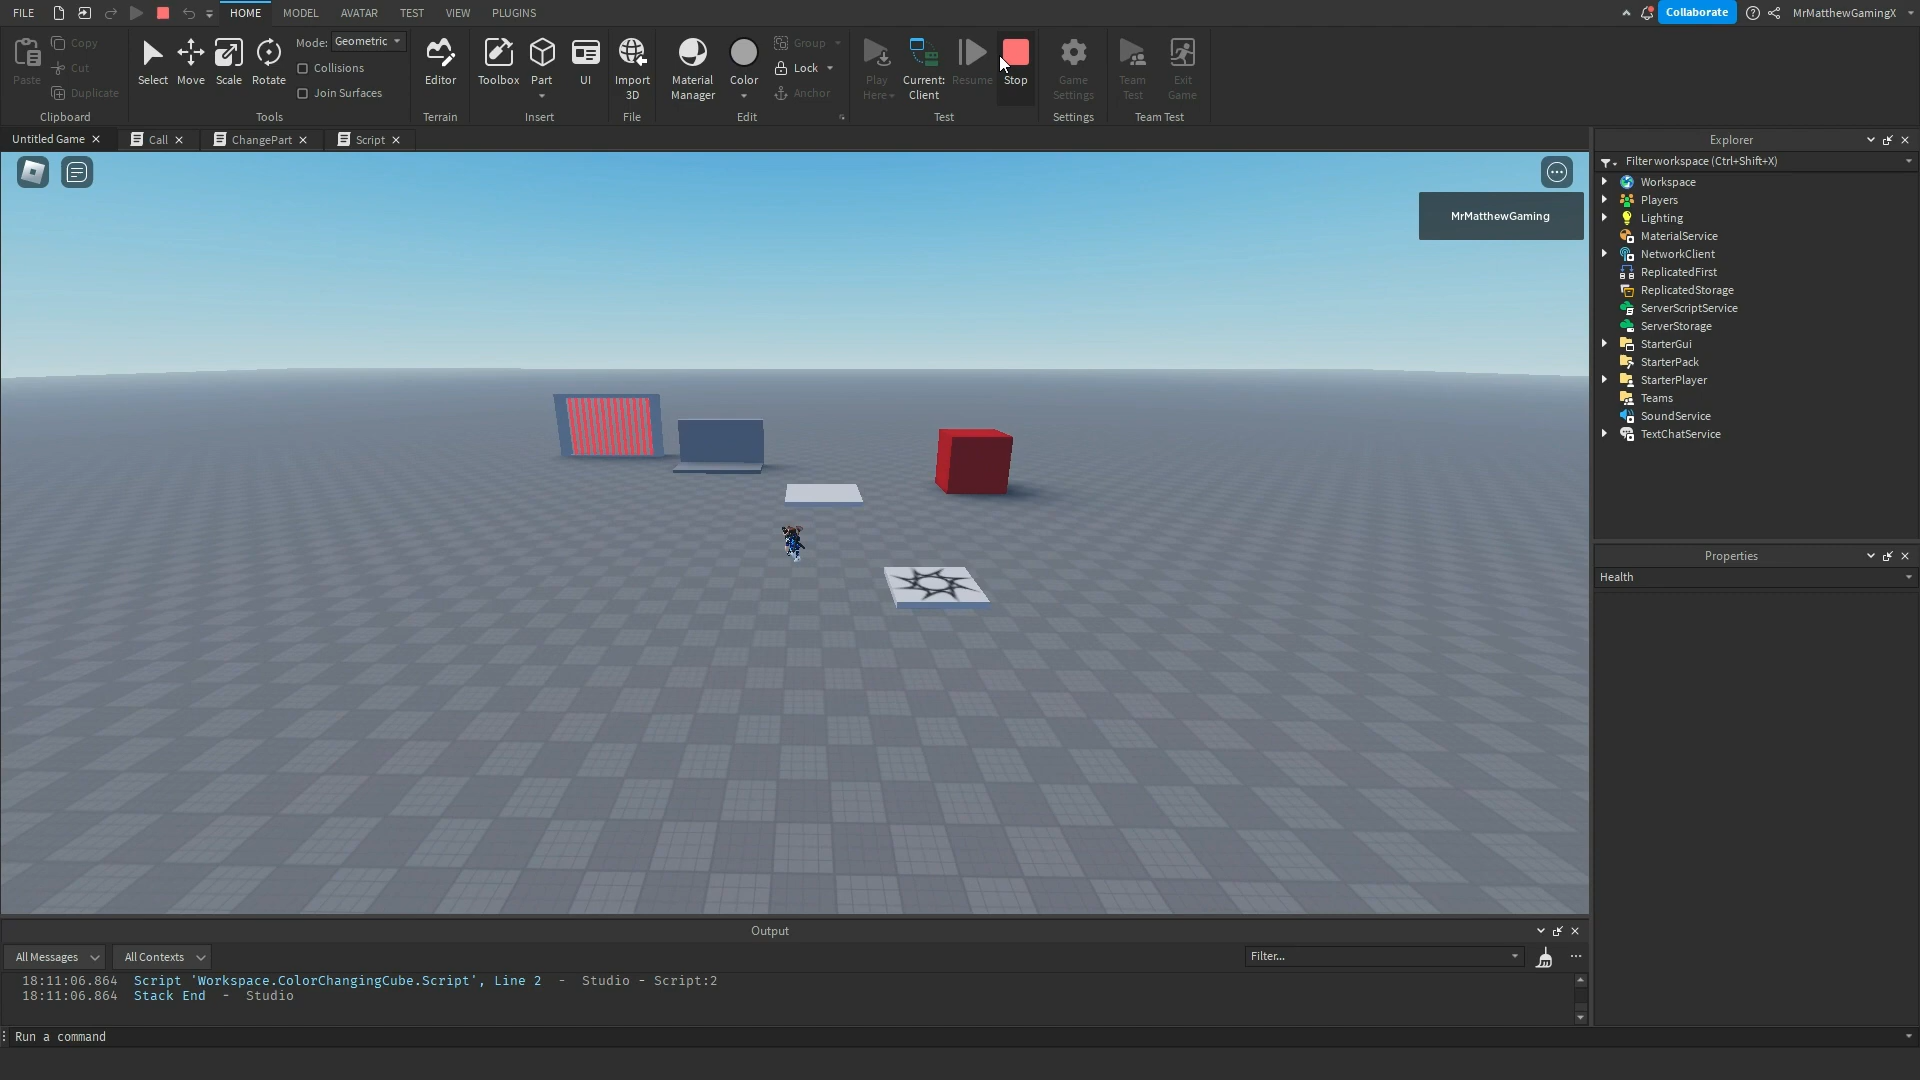 FILE HOME MODEL AVATAR TEST VIEW PLUGINS Collaborate MrMatthewGamingX
Paste Copy Cut Duplicate Clipboard
Select Move Scale Rotate Mode: Geometric Collisions Join Surfaces Tools
Editor Terrain
Toolbox Part UI Insert
Import 3D File
Material Manager Color Group Lock Anchor Edit
Play Here Current: Client Resume Stop Test
Game Settings Settings
Team Test Exit Game Team Test
Untitled Game Call ChangePart Script
MrMatthewGaming
Explorer
Filter workspace (Ctrl+Shift+X)
Workspace
Players
Lighting
MaterialService
NetworkClient
ReplicatedFirst
ReplicatedStorage
ServerScriptService
ServerStorage
StarterGui
StarterPack
StarterPlayer
Teams
SoundService
TextChatService
Properties
Health
Output
All Messages All Contexts Filter...
18:11:06.864 Script 'Workspace.ColorChangingCube.Script', Line 2 - Studio - Script:2
18:11:06.864 Stack End - Studio
Run a command